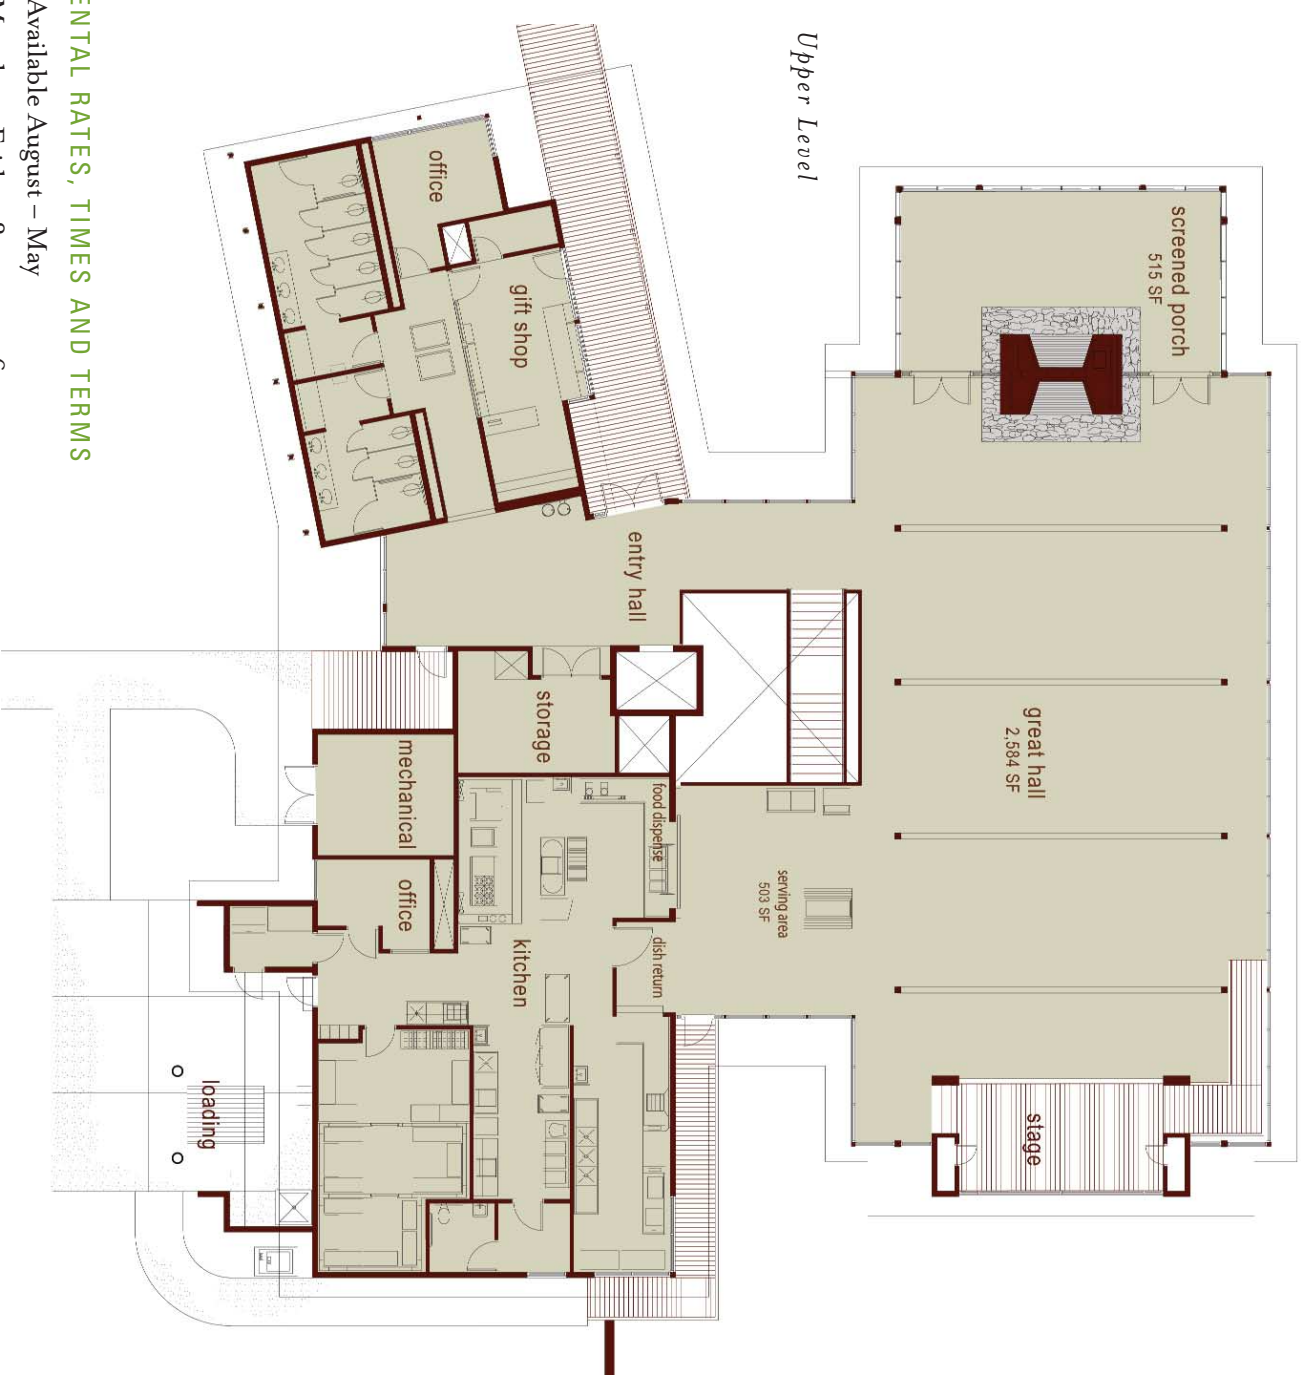 Upper Level
screened porch
515 SF
office
gift shop
entry hall
great hall
2,584 SF
storage
mechanical
food dispense
serving area
503 SF
office
kitchen
dish return
stage
loading
RENTAL RATES, TIMES AND TERMS
Available August – May